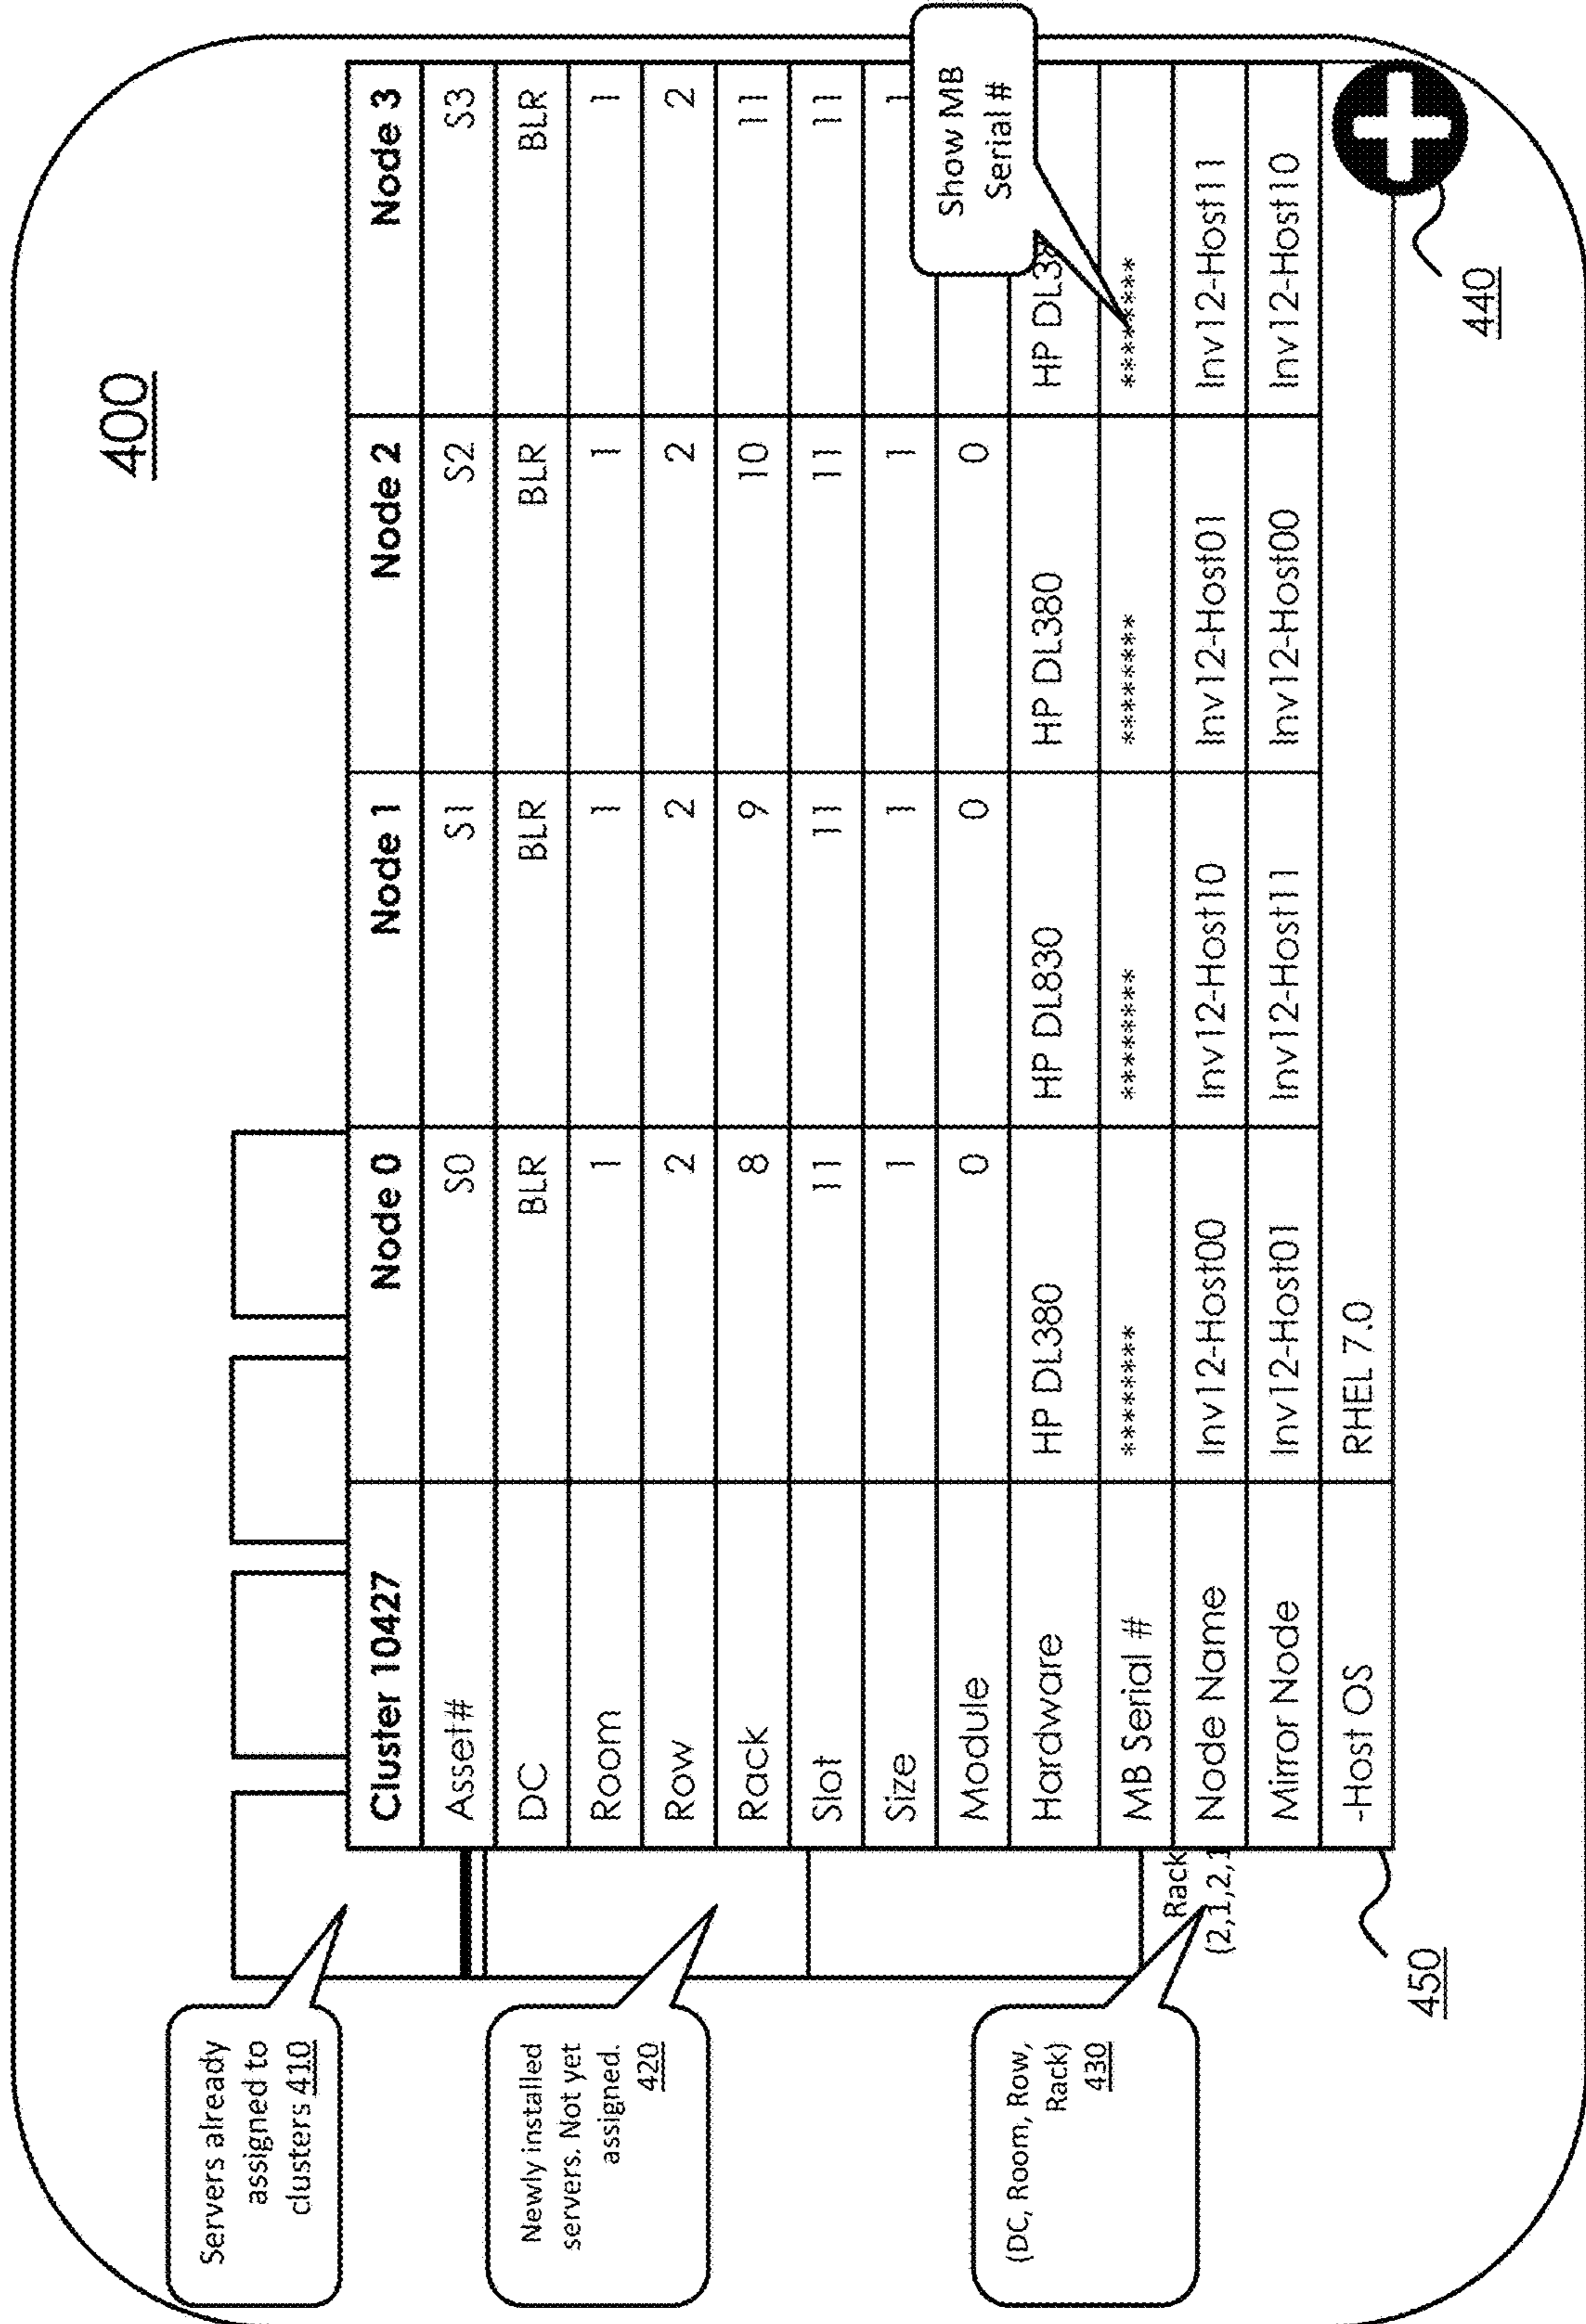 400
Servers already
assigned to
clusters 410
Newly installed
servers. Not yet
assigned.
420
(DC, Room, Row,
Rack)
430
Rack
(2,1,2,1
Cluster 10427 Node 0 Node 1 Node 2 Node 3
Asset# S0 S1 S2 S3
DC BLR BLR BLR BLR
Room 1 1 1 1
Row 2 2 2 2
Rack 8 9 10 11
Slot 11 11 11 11
Size 1 1 1 1
Module 0 0 0
Hardware HP DL380 HP DL830 HP DL380 HP DL38
MB Serial # ******** ******** ******** ********
Node Name Inv12-Host00 Inv12-Host10 Inv12-Host01 Inv12-Host11
Mirror Node Inv12-Host01 Inv12-Host11 Inv12-Host00 Inv12-Host10
-Host OS RHEL 7.0
Show MB
Serial #
440
450